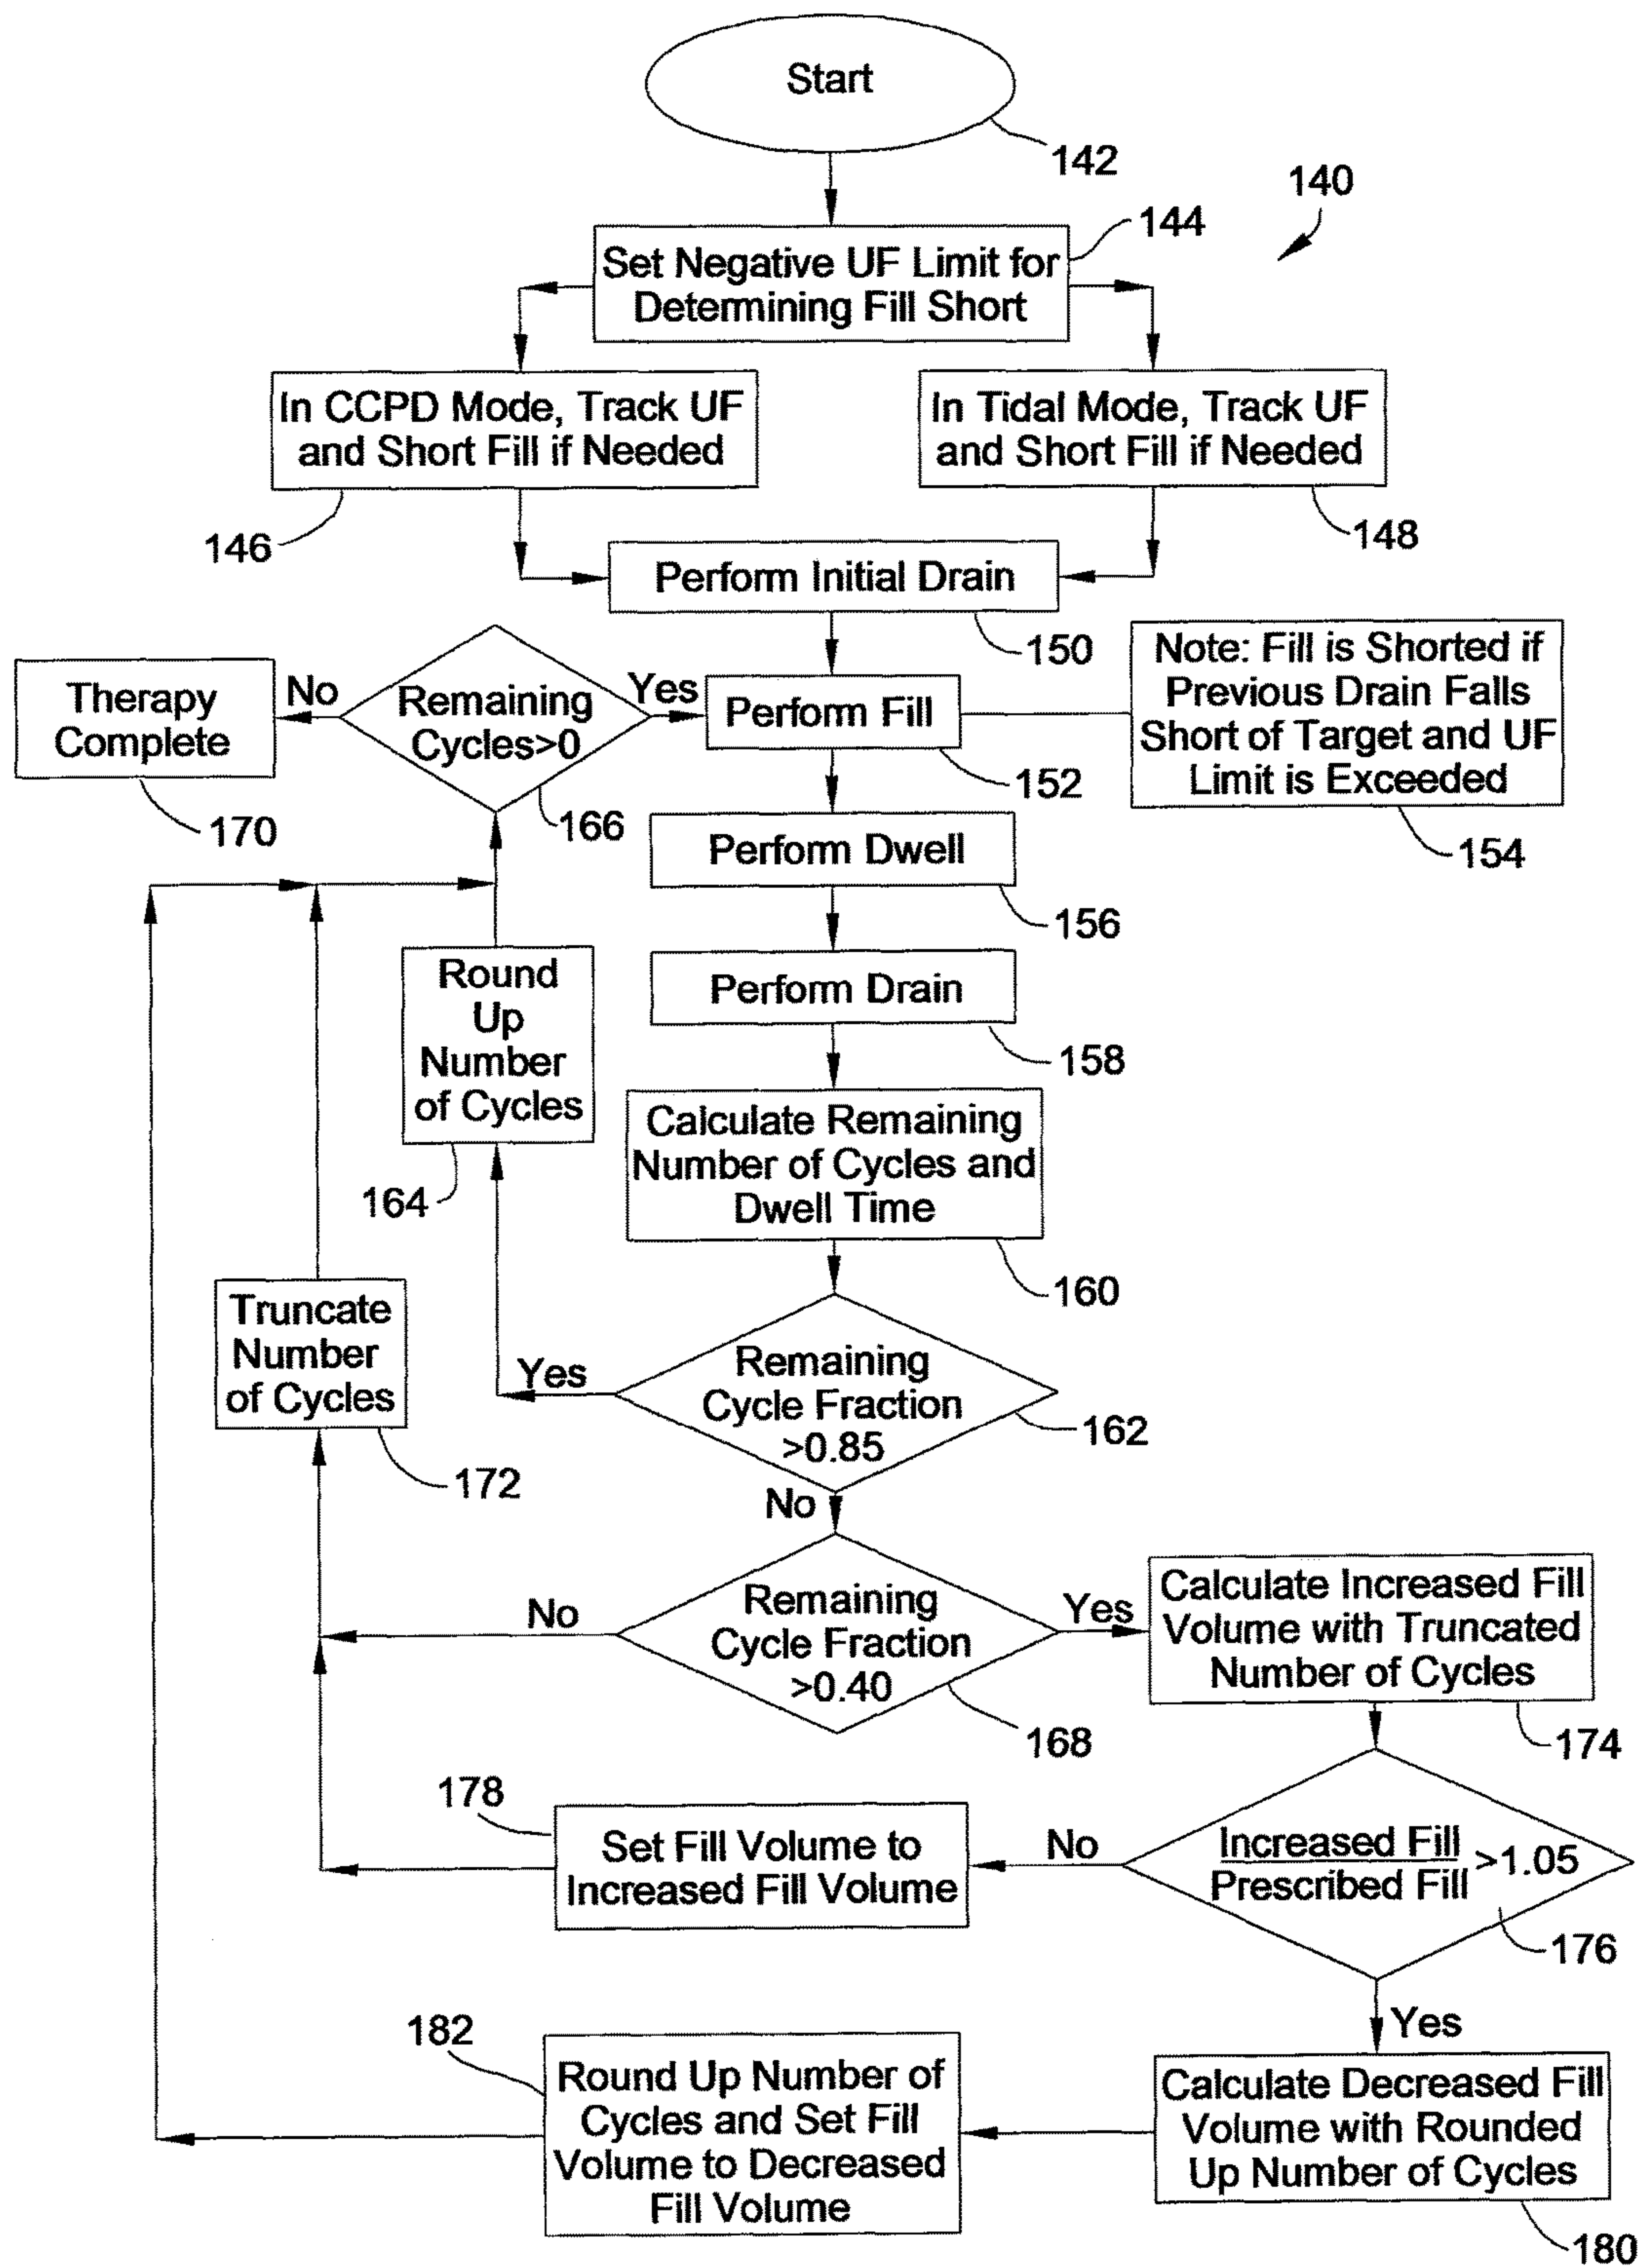 Start
142
140
144
Set Negative UF Limit for
Determining Fill Short
In CCPD Mode, Track UF
and Short Fill if Needed
146
In Tidal Mode, Track UF
and Short Fill if Needed
148
Perform Initial Drain
150
Therapy
Complete
170
No
Remaining
Cycles>0
166
Yes
Perform Fill
152
Note: Fill is Shorted if
Previous Drain Falls
Short of Target and UF
Limit is Exceeded
154
Perform Dwell
156
Perform Drain
158
Round
Up
Number
of Cycles
164
Calculate Remaining
Number of Cycles and
Dwell Time
160
Truncate
Number
of Cycles
172
Yes
Remaining
Cycle Fraction
>0.85
162
No
No
Remaining
Cycle Fraction
>0.40
168
Yes
Calculate Increased Fill
Volume with Truncated
Number of Cycles
174
178
Set Fill Volume to
Increased Fill Volume
No
Increased Fill
Prescribed Fill
>1.05
176
Yes
182
Round Up Number of
Cycles and Set Fill
Volume to Decreased
Fill Volume
Calculate Decreased Fill
Volume with Rounded
Up Number of Cycles
180